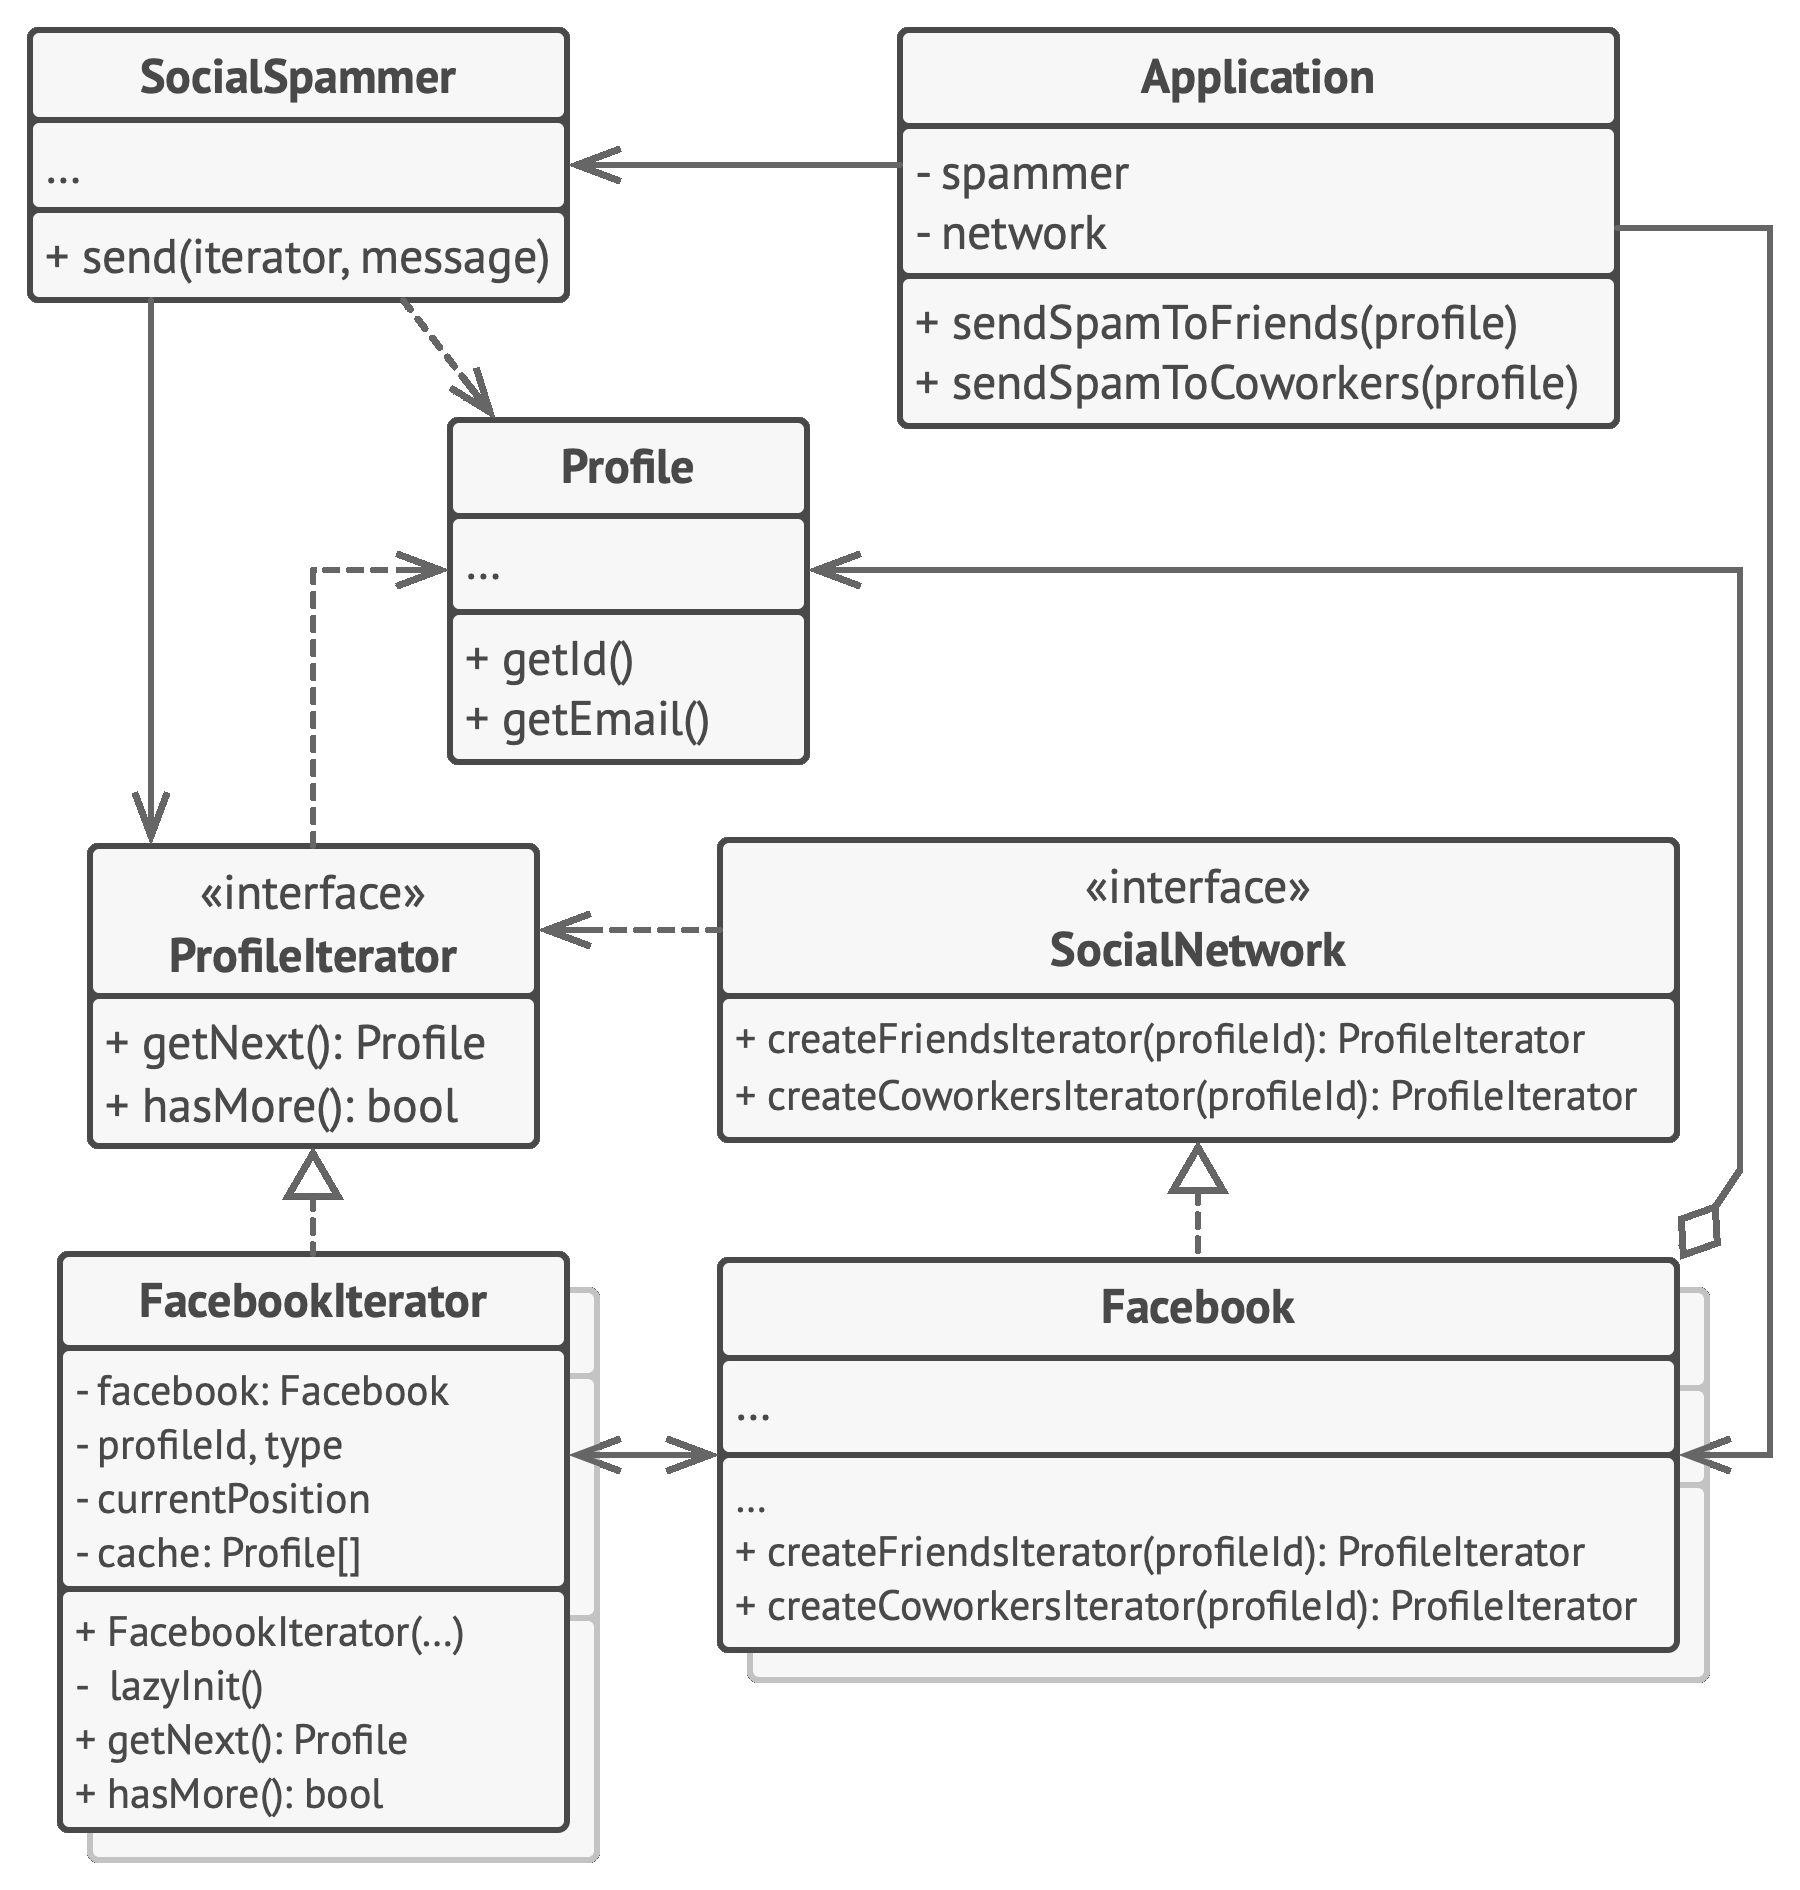 SocialSpammer
...
+ send(iterator, message)
Application
- spammer
- network
+ sendSpamToFriends(profile)
+ sendSpamToCoworkers(profile)
Profile
...
+ getId()
+ getEmail()
«interface»
ProfileIterator
+ getNext(): Profile
+ hasMore(): bool
«interface»
SocialNetwork
+ createFriendsIterator(profileId): ProfileIterator
+ createCoworkersIterator(profileId): ProfileIterator
FacebookIterator
- facebook: Facebook
- profileId, type
- currentPosition
- cache: Profile[]
+ FacebookIterator(...)
- lazyInit()
+ getNext(): Profile
+ hasMore(): bool
Facebook
...
...
+ createFriendsIterator(profileId): ProfileIterator
+ createCoworkersIterator(profileId): ProfileIterator